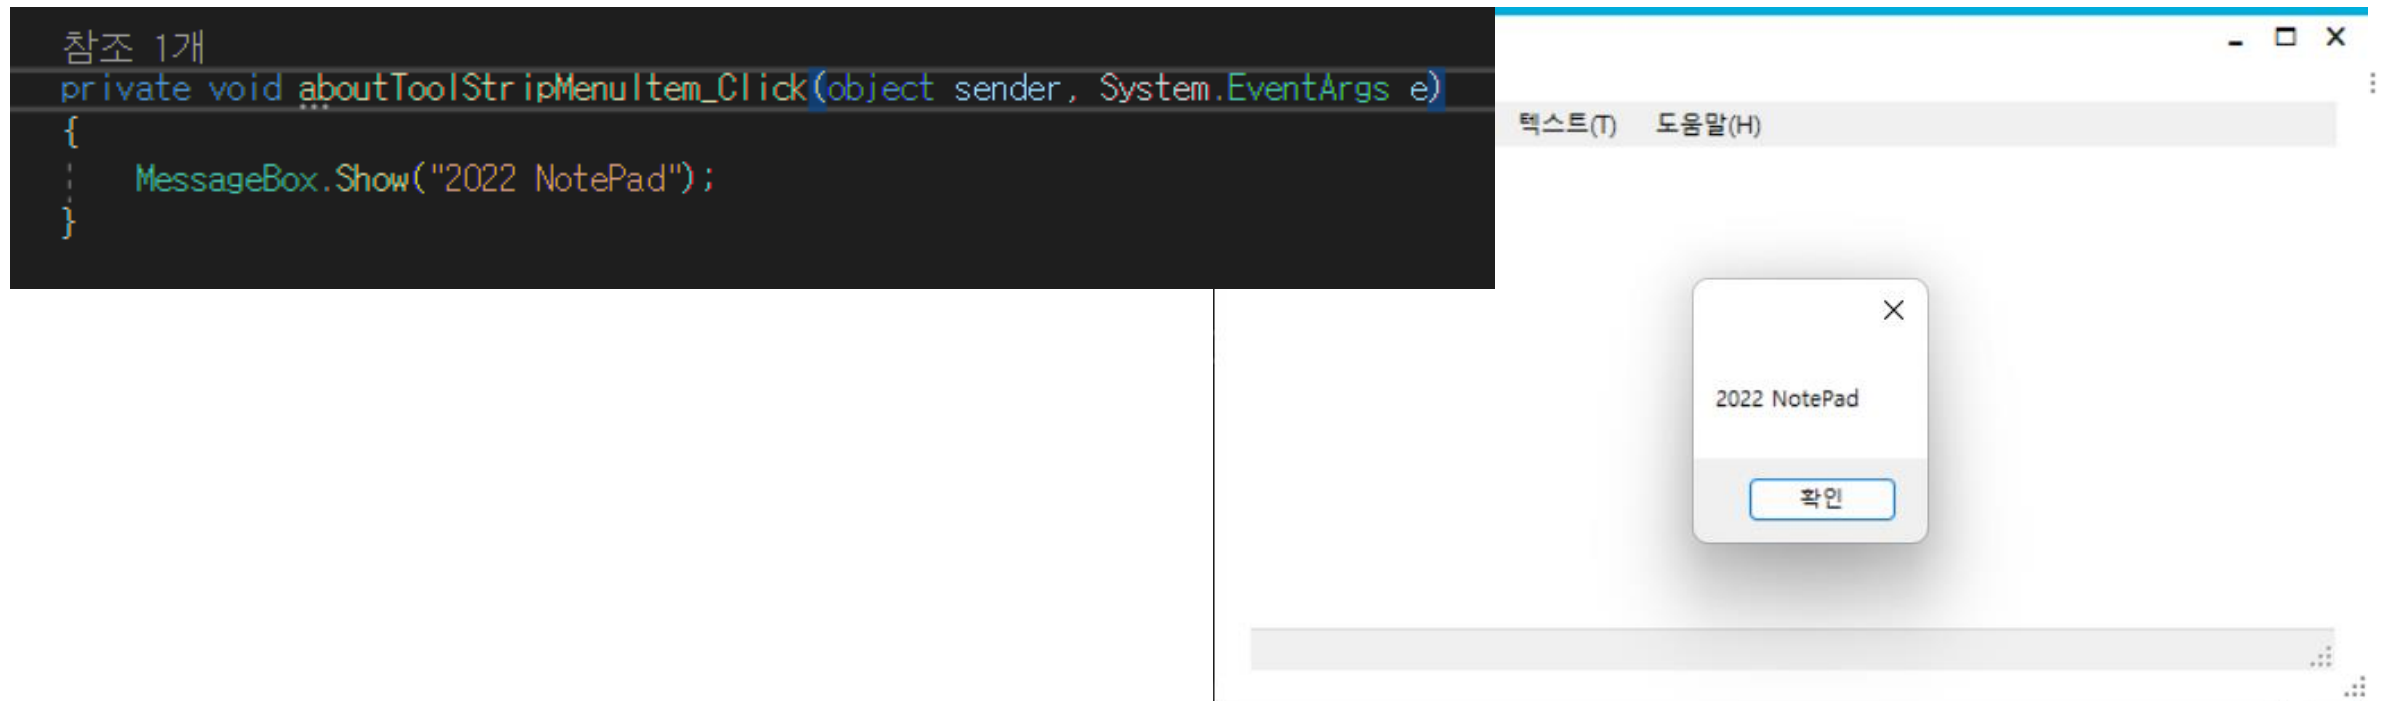 참조 1개
private void aboutToolStripMenuItem_Click(object sender, System.EventArgs e)
{
MessageBox.Show("2022 NotePad");
}
텍스트(T) 도움말(H)
2022 NotePad
확인